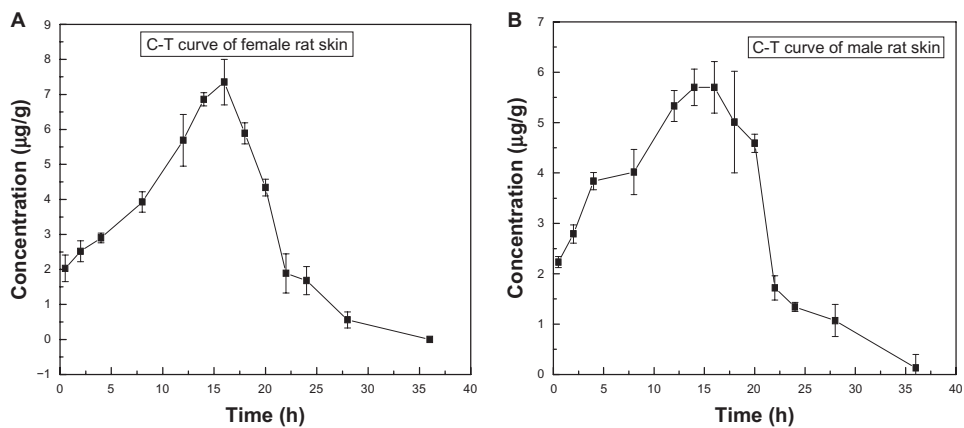 A
C-T curve of female rat skin
9
8
7
6
5
4
3
2
1
0
−1
Concentration (µg/g)
0 5 10 15 20 25 30 35 40
Time (h)
B
C-T curve of male rat skin
7
6
5
4
3
2
1
0
Concentration (µg/g)
0 5 10 15 20 25 30 35 40
Time (h)